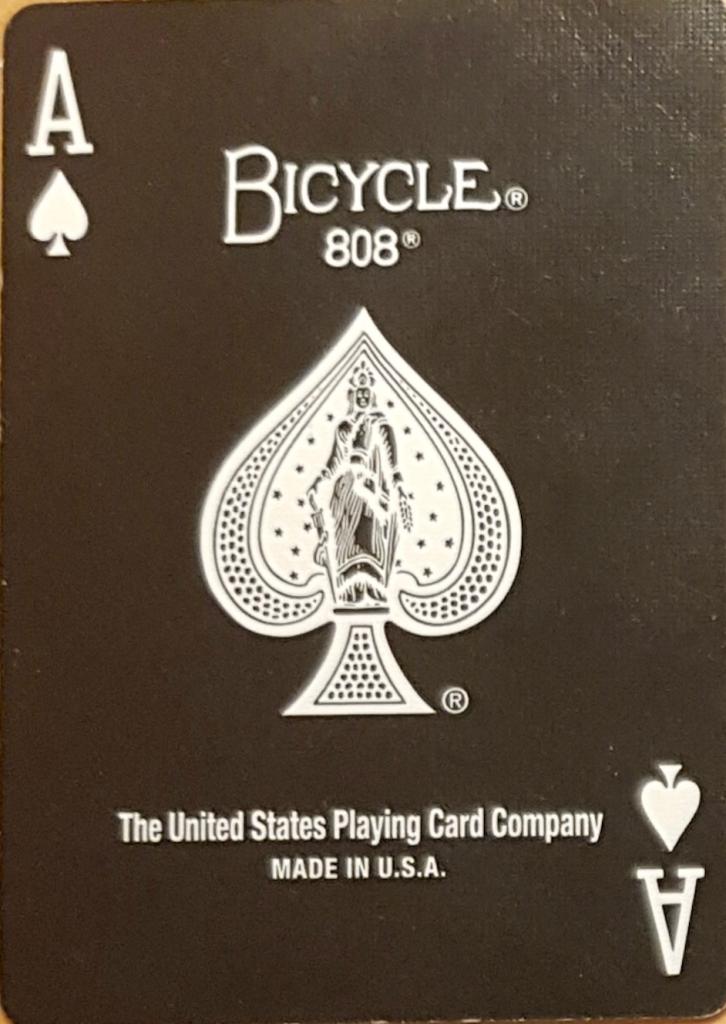 A
BICYCLE®
808®
®
The United States Playing Card Company
MADE IN U.S.A.
A